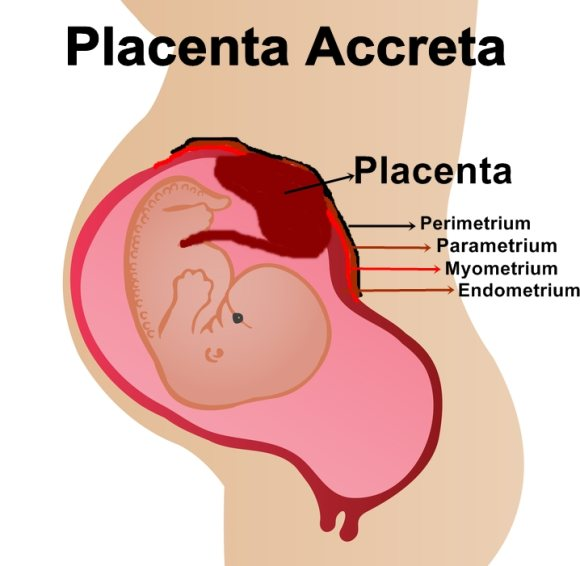 Placenta Accreta
Placenta
Perimetrium
Parametrium
Myometrium
Endometrium